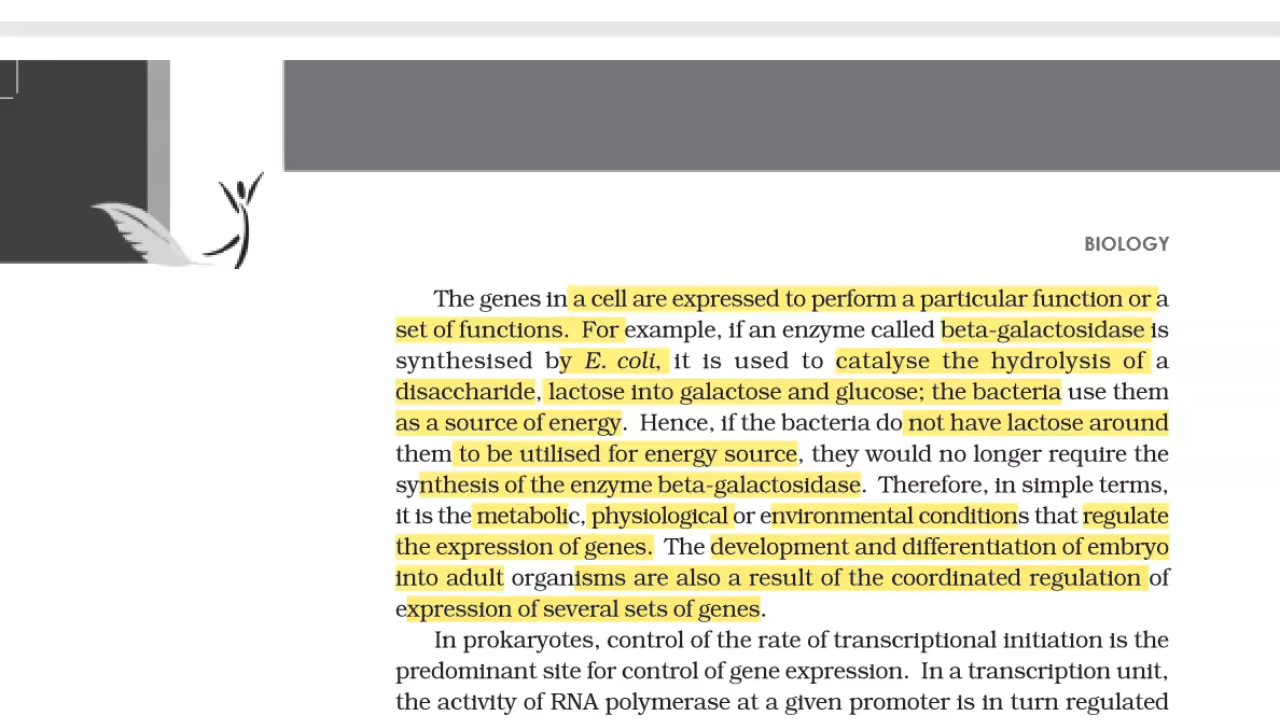 BIOLOGY
The genes in a cell are expressed to perform a particular function or a
set of functions. For example, if an enzyme called beta-galactosidase is
synthesised by E. coli, it is used to catalyse the hydrolysis of a
disaccharide, lactose into galactose and glucose; the bacteria use them
as a source of energy. Hence, if the bacteria do not have lactose around
them to be utilised for energy source, they would no longer require the
synthesis of the enzyme beta-galactosidase. Therefore, in simple terms,
it is the metabolic, physiological or environmental conditions that regulate
the expression of genes. The development and differentiation of embryo
into adult organisms are also a result of the coordinated regulation of
expression of several sets of genes.
In prokaryotes, control of the rate of transcriptional initiation is the
predominant site for control of gene expression. In a transcription unit,
the activity of RNA polymerase at a given promoter is in turn regulated